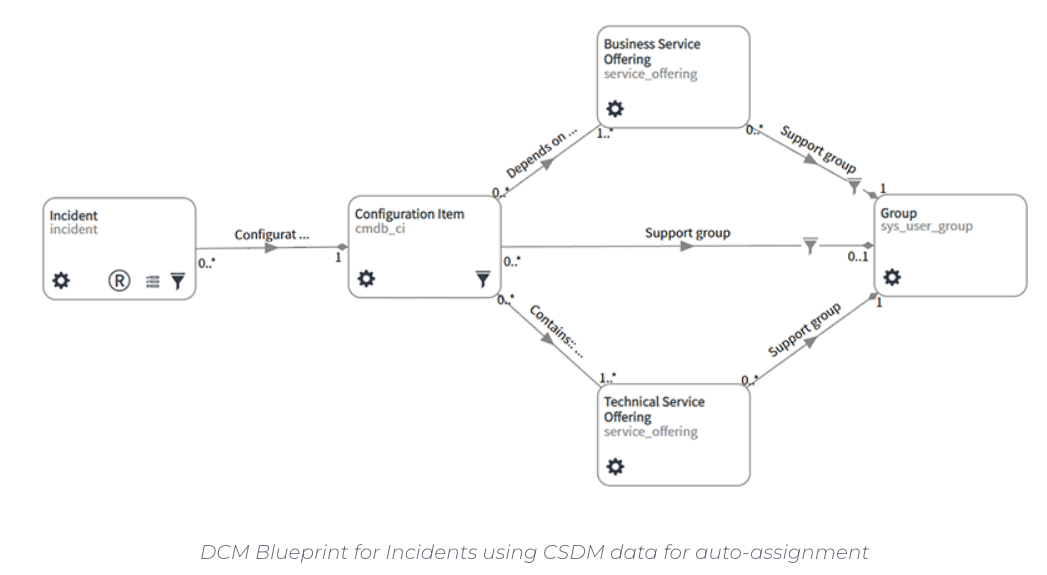 Business Service
Offering
service_offering
1..*
0..*
Depends on ...
Support group
0..*
1
Incident
incident
R
0..*
Configurat ...
1
Configuration Item
cmdb_ci
0..*
Support group
0..1
Group
sys_user_group
0..*
Contains:: ...
Support group
1
1..*
0..*
Technical Service
Offering
service_offering
DCM Blueprint for Incidents using CSDM data for auto-assignment